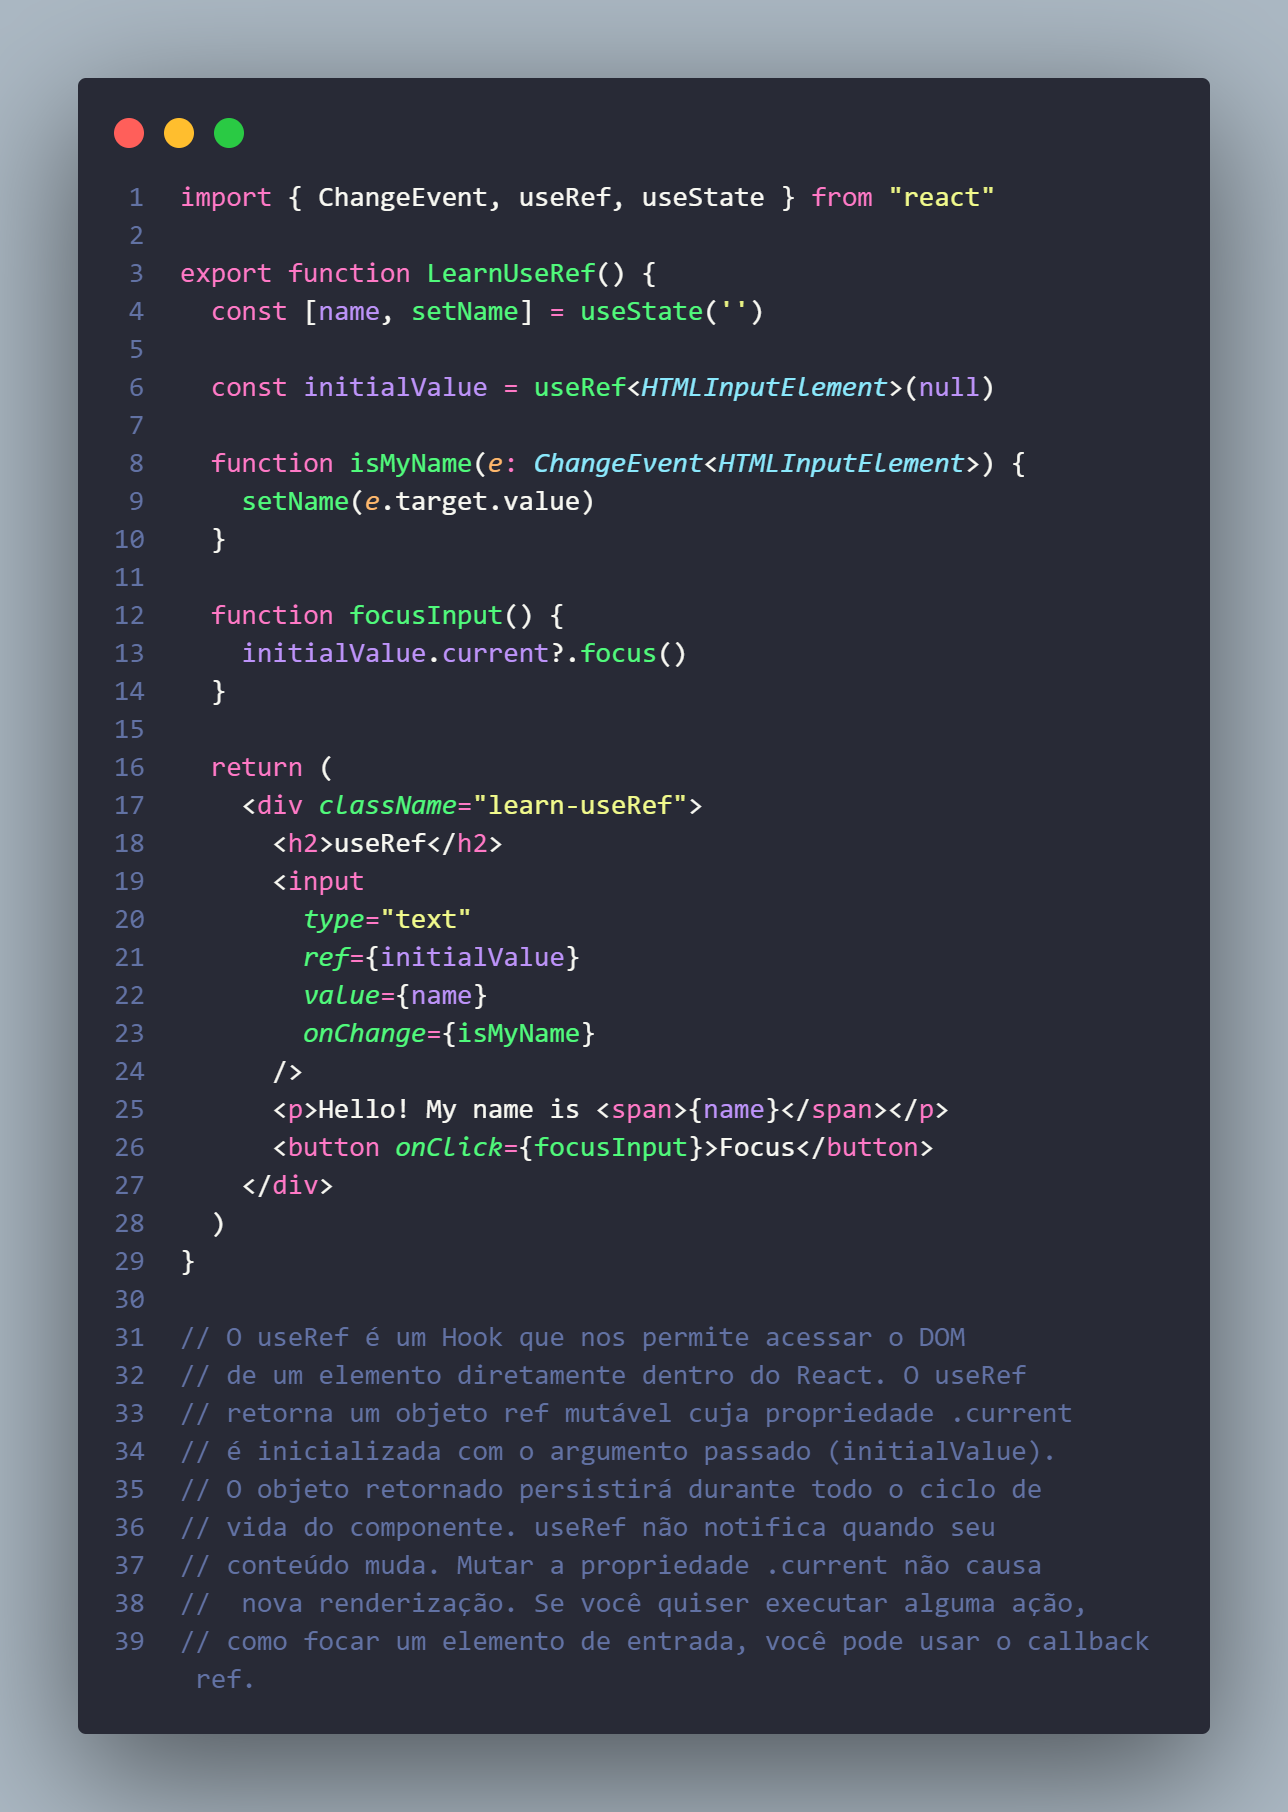 1 import { ChangeEvent, useRef, useState } from "react"
2
3 export function LearnUseRef() {
4   const [name, setName] = useState('')
5
6   const initialValue = useRef<HTMLInputElement>(null)
7
8   function isMyName(e: ChangeEvent<HTMLInputElement>) {
9     setName(e.target.value)
10   }
11
12   function focusInput() {
13     initialValue.current?.focus()
14   }
15
16   return (
17     <div className="learn-useRef">
18       <h2>useRef</h2>
19       <input
20         type="text"
21         ref={initialValue}
22         value={name}
23         onChange={isMyName}
24       />
25       <p>Hello! My name is <span>{name}</span></p>
26       <button onClick={focusInput}>Focus</button>
27     </div>
28   )
29 }
30
31 // O useRef é um Hook que nos permite acessar o DOM
32 // de um elemento diretamente dentro do React. O useRef
33 // retorna um objeto ref mutável cuja propriedade .current
34 // é inicializada com o argumento passado (initialValue).
35 // O objeto retornado persistirá durante todo o ciclo de
36 // vida do componente. useRef não notifica quando seu
37 // conteúdo muda. Mutar a propriedade .current não causa
38 //  nova renderização. Se você quiser executar alguma ação,
39 // como focar um elemento de entrada, você pode usar o callback
ref.